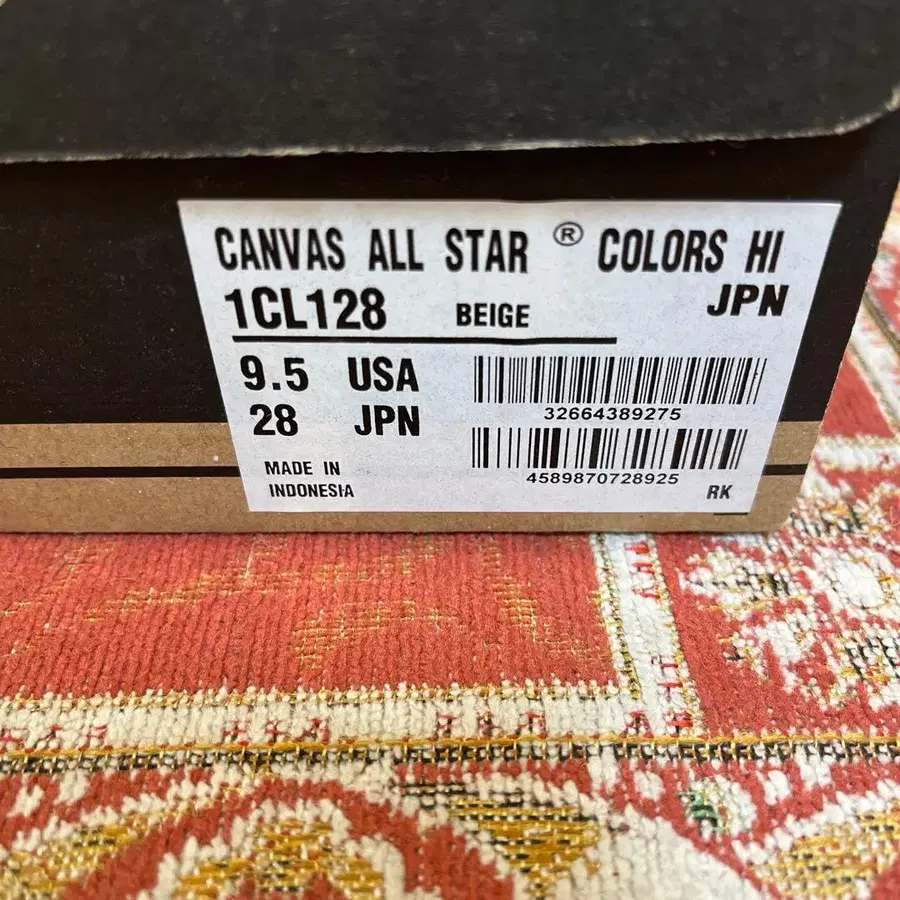 CANVAS ALL STAR ® COLORS HI
1CL128 BEIGE JPN
9.5 USA
28 JPN
32664389275
MADE IN
INDONESIA
4589870728925
RK